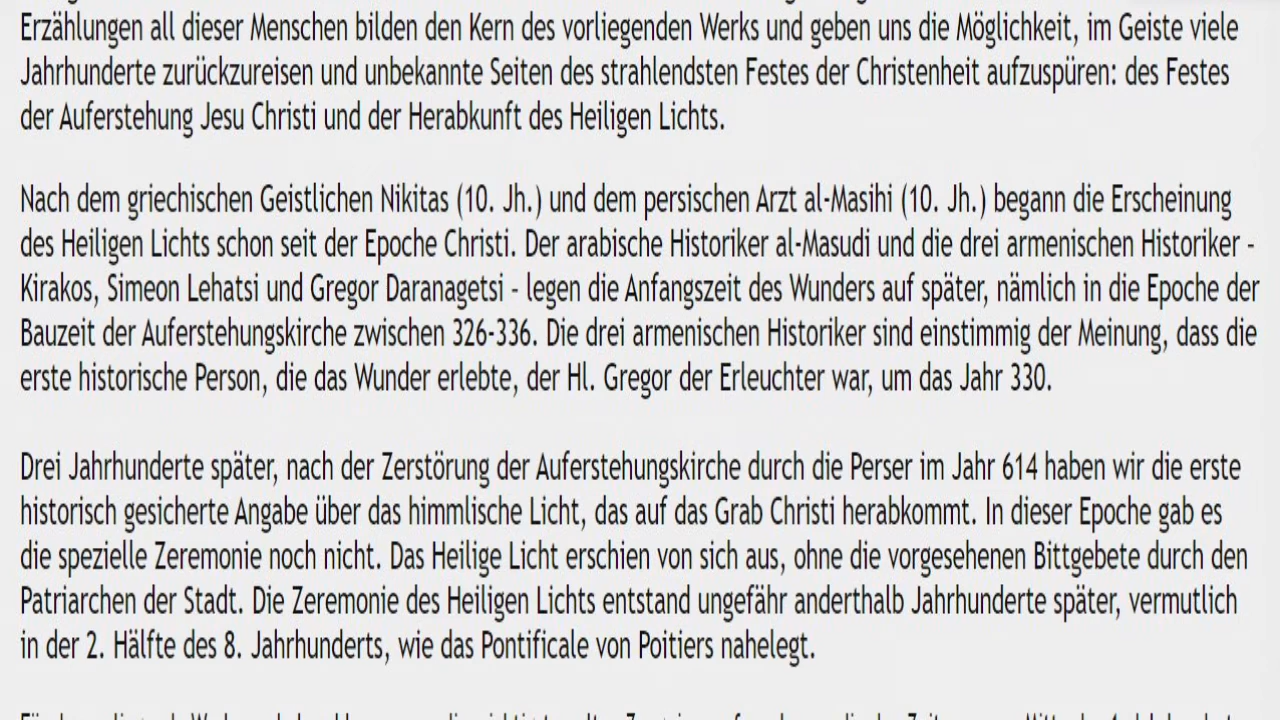 Erzählungen all dieser Menschen bilden den Kern des vorliegenden Werks und geben uns die Möglichkeit, im Geiste viele
Jahrhunderte zurückzureisen und unbekannte Seiten des strahlendsten Festes der Christenheit aufzuspüren: des Festes
der Auferstehung Jesu Christi und der Herabkunft des Heiligen Lichts.
Nach dem griechischen Geistlichen Nikitas (10. Jh.) und dem persischen Arzt al-Masihi (10. Jh.) begann die Erscheinung
des Heiligen Lichts schon seit der Epoche Christi. Der arabische Historiker al-Masudi und die drei armenischen Historiker -
Kirakos, Simeon Lehatsi und Gregor Daranagetsi - legen die Anfangszeit des Wunders auf später, nämlich in die Epoche der
Bauzeit der Auferstehungskirche zwischen 326-336. Die drei armenischen Historiker sind einstimmig der Meinung, dass die
erste historische Person, die das Wunder erlebte, der Hl. Gregor der Erleuchter war, um das Jahr 330.
Drei Jahrhunderte später, nach der Zerstörung der Auferstehungskirche durch die Perser im Jahr 614 haben wir die erste
historisch gesicherte Angabe über das himmlische Licht, das auf das Grab Christi herabkommt. In dieser Epoche gab es
die spezielle Zeremonie noch nicht. Das Heilige Licht erschien von sich aus, ohne die vorgesehenen Bittgebete durch den
Patriarchen der Stadt. Die Zeremonie des Heiligen Lichts entstand ungefähr anderthalb Jahrhunderte später, vermutlich
in der 2. Hälfte des 8. Jahrhunderts, wie das Pontificale von Poitiers nahelegt.